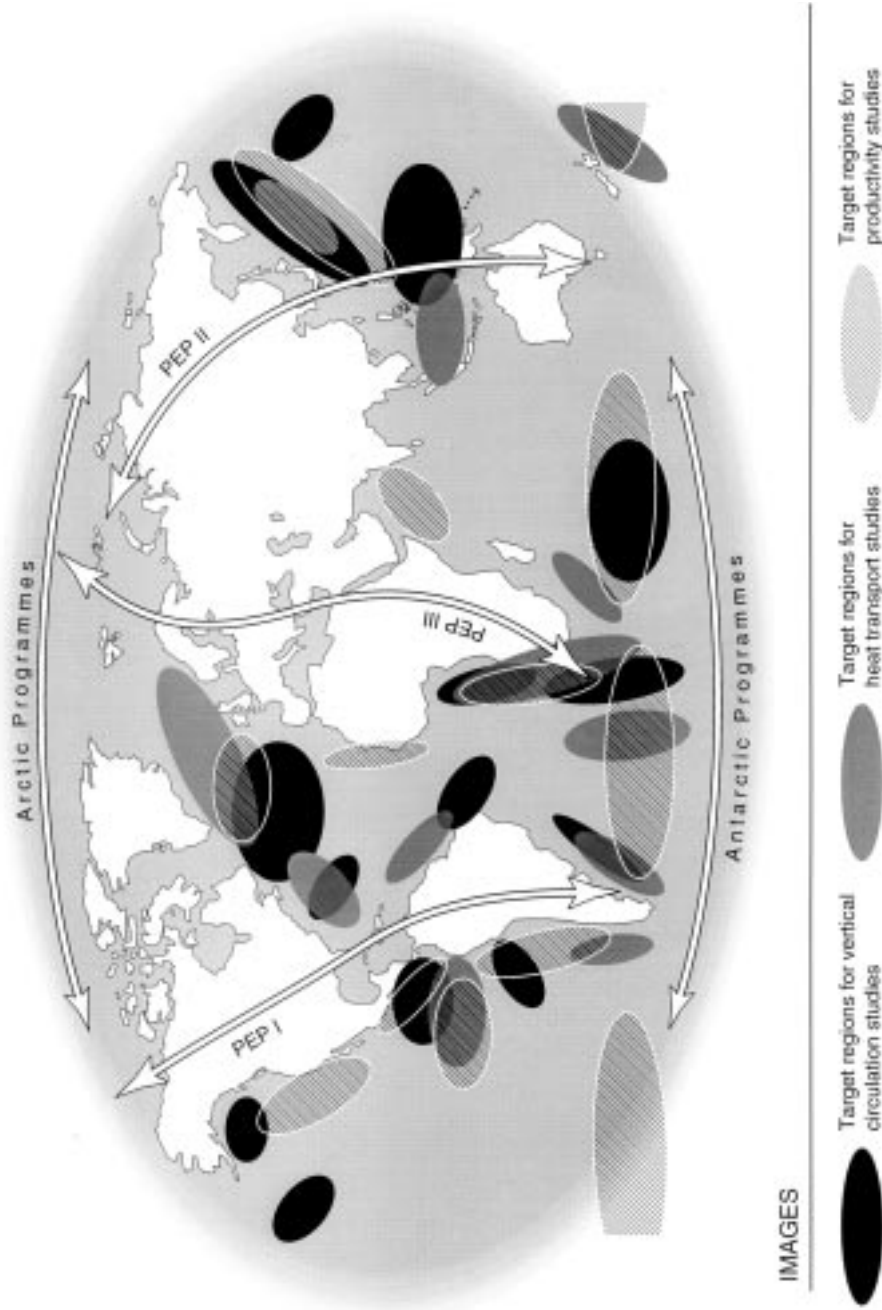 Arctic Programmes
PEP I
PEP III
PEP II
Antarctic Programmes
IMAGES
Target regions for vertical
circulation studies
Target regions for
heat transport studies
Target regions for
productivity studies